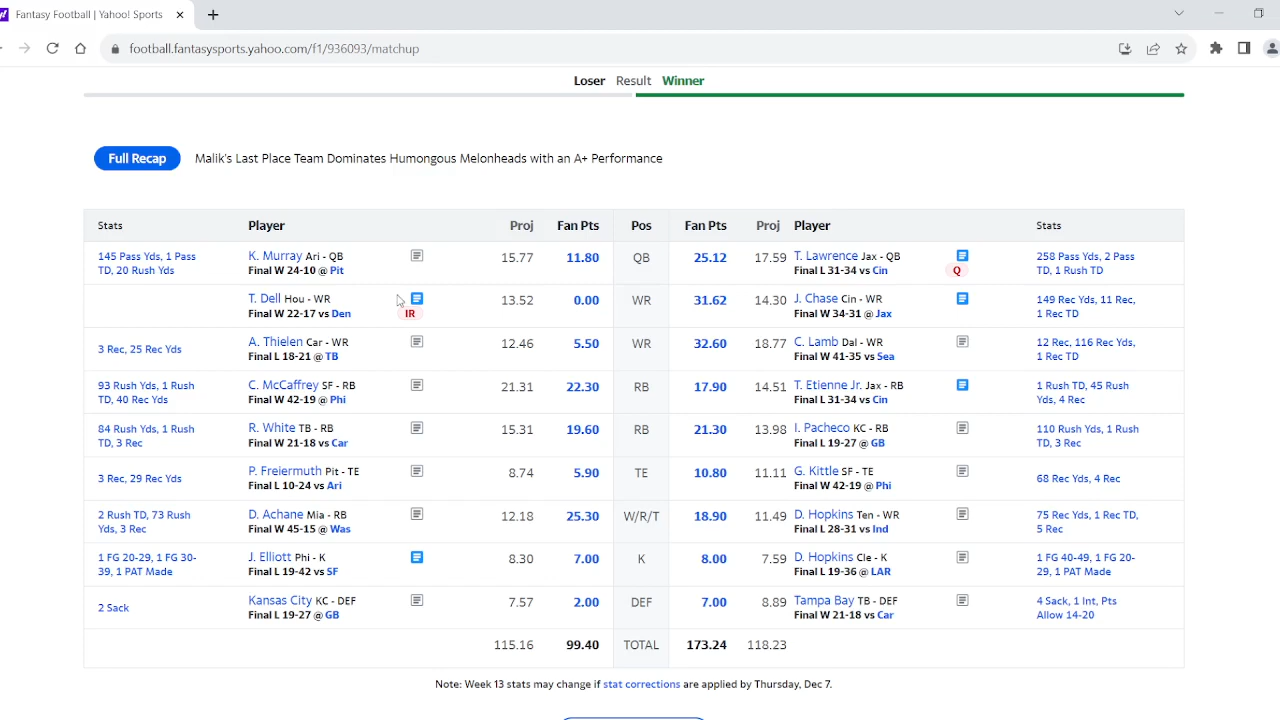 Fantasy Football | Yahoo! Sports
football.fantasysports.yahoo.com/f1/936093/matchup
Loser Result Winner
Full Recap Malik's Last Place Team Dominates Humongous Melonheads with an A+ Performance
Stats Player Proj Fan Pts Pos Fan Pts Proj Player Stats
145 Pass Yds, 1 Pass TD, 20 Rush Yds K. Murray Ari - QB 15.77 11.80 QB 25.12 17.59 T. Lawrence Jax - QB 258 Pass Yds, 2 Pass TD, 1 Rush TD
Final W 24-10 @ Pit Final L 31-34 vs Cin Q
T. Dell Hou - WR 13.52 0.00 WR 31.62 14.30 J. Chase Cin - WR 149 Rec Yds, 11 Rec, 1 Rec TD
Final W 22-17 vs Den IR Final W 34-31 @ Jax
3 Rec, 25 Rec Yds A. Thielen Car - WR 12.46 5.50 WR 32.60 18.77 C. Lamb Dal - WR 12 Rec, 116 Rec Yds, 1 Rec TD
Final L 18-21 @ TB Final W 41-35 vs Sea
93 Rush Yds, 1 Rush TD, 40 Rec Yds C. McCaffrey SF - RB 21.31 22.30 RB 17.90 14.51 T. Etienne Jr. Jax - RB 1 Rush TD, 45 Rush Yds, 4 Rec
Final W 42-19 @ Phi Final L 31-34 vs Cin
84 Rush Yds, 1 Rush TD, 3 Rec R. White TB - RB 15.31 19.60 RB 21.30 13.98 I. Pacheco KC - RB 110 Rush Yds, 1 Rush TD, 3 Rec
Final W 21-18 vs Car Final L 19-27 @ GB
3 Rec, 29 Rec Yds P. Freiermuth Pit - TE 8.74 5.90 TE 10.80 11.11 G. Kittle SF - TE 68 Rec Yds, 4 Rec
Final L 10-24 vs Ari Final W 42-19 @ Phi
2 Rush TD, 73 Rush Yds, 3 Rec D. Achane Mia - RB 12.18 25.30 W/R/T 18.90 11.49 D. Hopkins Ten - WR 75 Rec Yds, 1 Rec TD, 5 Rec
Final W 45-15 @ Was Final L 28-31 vs Ind
1 FG 20-29, 1 FG 30-39, 1 PAT Made J. Elliott Phi - K 8.30 7.00 K 8.00 7.59 D. Hopkins Cle - K 1 FG 40-49, 1 FG 20-29, 1 PAT Made
Final L 19-42 vs SF Final L 19-36 @ LAR
2 Sack Kansas City KC - DEF 7.57 2.00 DEF 7.00 8.89 Tampa Bay TB - DEF 4 Sack, 1 Int, Pts Allow 14-20
Final L 19-27 @ GB Final W 21-18 vs Car
115.16 99.40 TOTAL 173.24 118.23
Note: Week 13 stats may change if stat corrections are applied by Thursday, Dec 7.